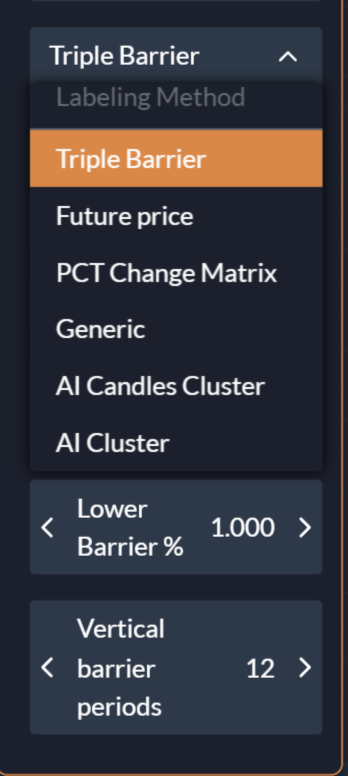 Triple Barrier
Labeling Method
Triple Barrier
Future price
PCT Change Matrix
Generic
AI Candles Cluster
AI Cluster
Lower
Barrier %
1.000
Vertical
barrier
periods
12